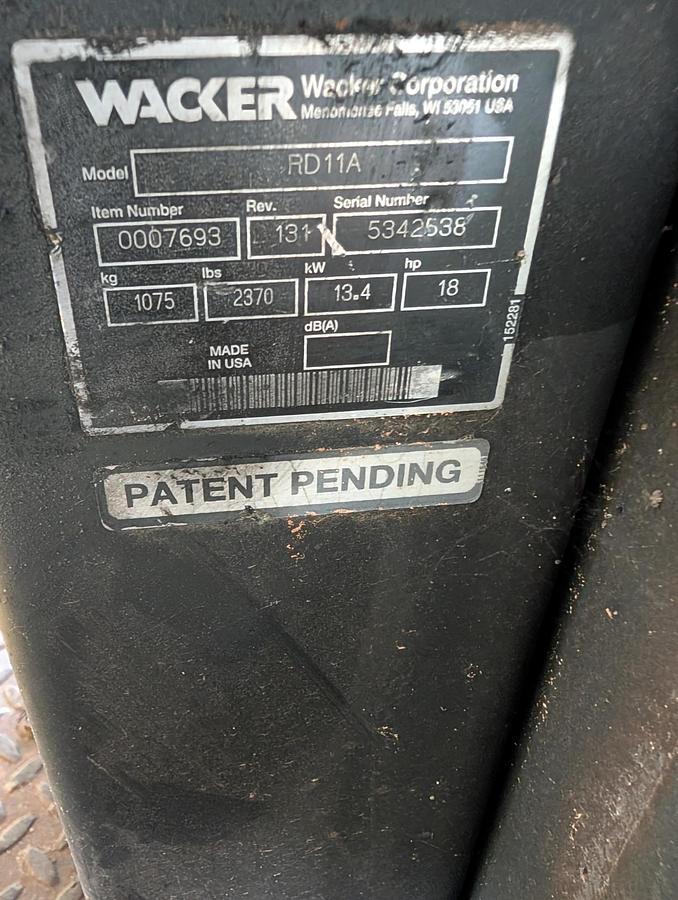 WACKER Wacker Corporation
Menomonee Falls, WI 53051 USA
Model RD11A
Item Number Rev. Serial Number
0007693 131 5342538
kg lbs kW hp
1075 2370 13.4 18
dB(A)
MADE
IN USA
152281
PATENT PENDING